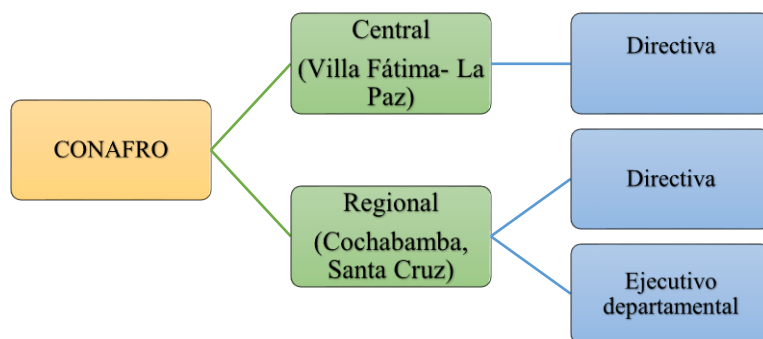 CONAFRO
Central
(Villa Fátima- La
Paz)
Directiva
Regional
(Cochabamba,
Santa Cruz)
Directiva
Ejecutivo
departamental